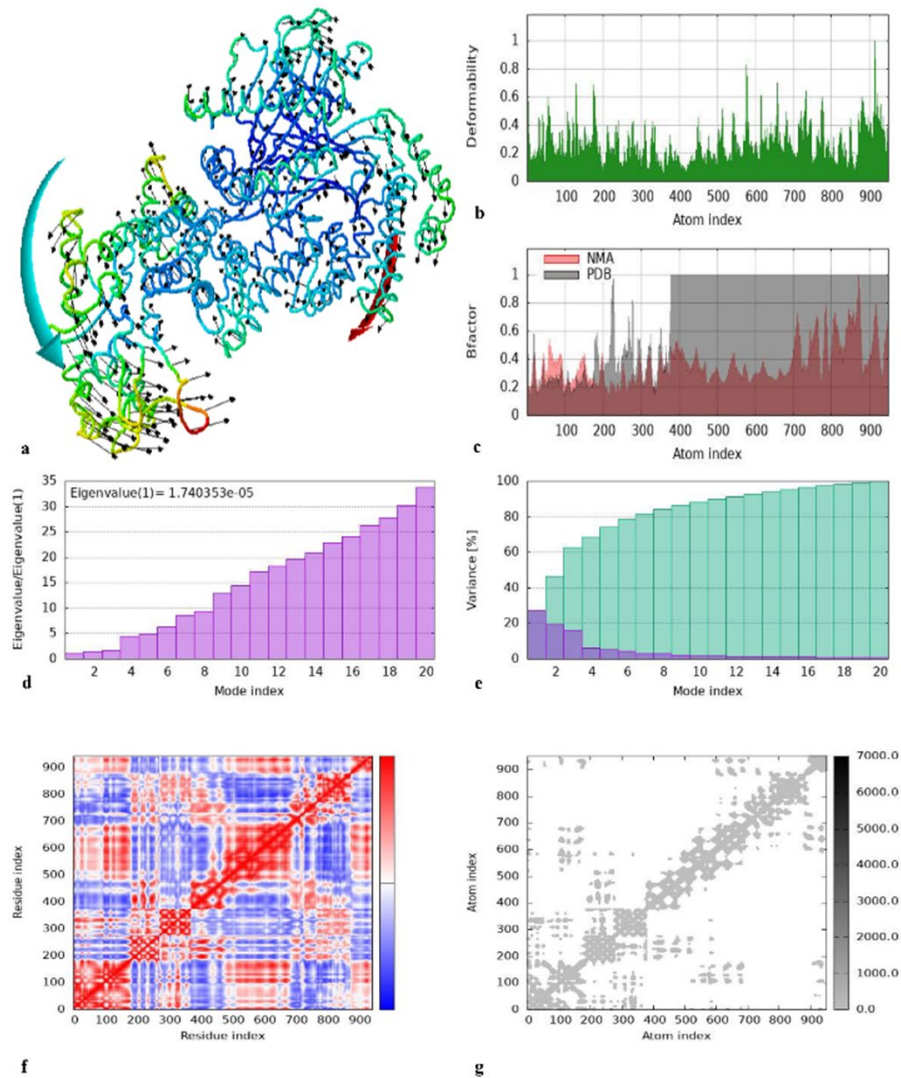 a
1
0.8
0.6
0.4
0.2
0
Deformability
100 200 300 400 500 600 700 800 900
Atom index
b
NMA
PDB
1
0.8
0.6
0.4
0.2
0
Bfactor
100 200 300 400 500 600 700 800 900
Atom index
c
Eigenvalue(1)= 1.740353e-05
35
30
25
20
15
10
5
0
Eigenvalue/Eigenvalue(1)
2 4 6 8 10 12 14 16 18 20
Mode index
d
100
80
60
40
20
0
Variance [%]
2 4 6 8 10 12 14 16 18 20
Mode index
e
900
800
700
600
500
400
300
200
100
0
Residue index
0 100 200 300 400 500 600 700 800 900
Residue index
f
900
800
700
600
500
400
300
200
100
0
Atom index
0 100 200 300 400 500 600 700 800 900
Atom index
7000.0
6000.0
5000.0
4000.0
3000.0
2000.0
1000.0
0.0
g